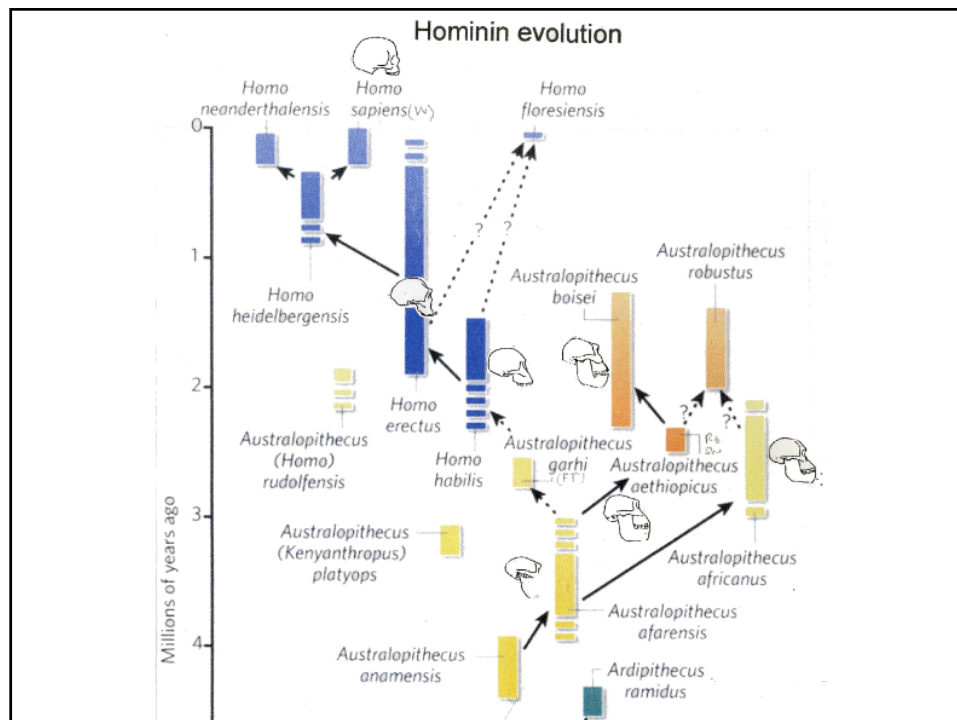 Hominin evolution
Homo
neanderthalensis
Homo
sapiens (W)
Homo
floresiensis
0
?
?
1
Australopithecus
boisei
Australopithecus
robustus
Homo
heidelbergensis
2
Homo
erectus
?
?
Australopithecus
(Homo)
rudolfensis
Homo
habilis
Australopithecus
garhi
(FT)
SW
Australopithecus
aethiopicus
3
Australopithecus
(Kenyanthropus)
platyops
Australopithecus
africanus
Australopithecus
afarensis
4
Australopithecus
anamensis
Ardipithecus
ramidus
Millions of years ago